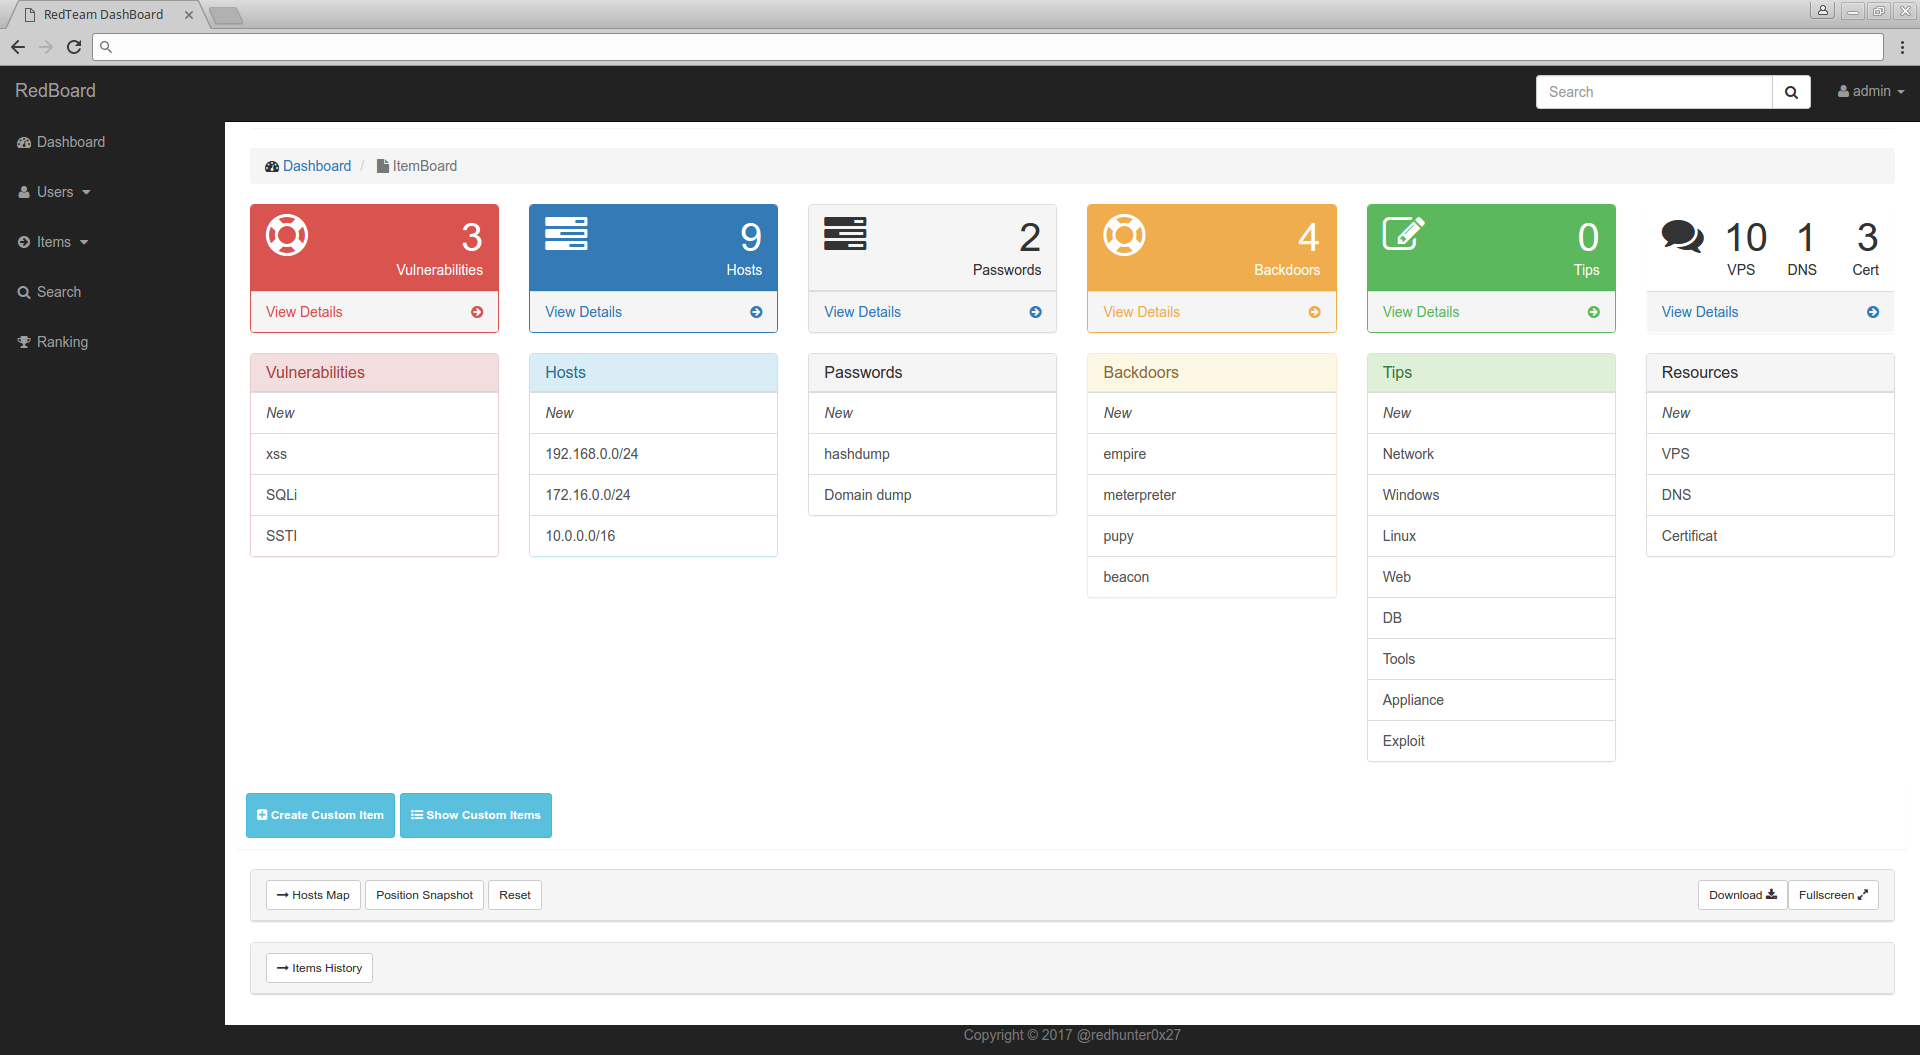 RedTeam DashBoard
RedBoard
Search
admin
Dashboard
Users
Items
Search
Ranking
Dashboard / ItemBoard
3
Vulnerabilities
View Details
9
Hosts
View Details
2
Passwords
View Details
4
Backdoors
View Details
0
Tips
View Details
10 1 3
VPS DNS Cert
View Details
Vulnerabilities
New
xss
SQLi
SSTI
Hosts
New
192.168.0.0/24
172.16.0.0/24
10.0.0.0/16
Passwords
New
hashdump
Domain dump
Backdoors
New
empire
meterpreter
pupy
beacon
Tips
New
Network
Windows
Linux
Web
DB
Tools
Appliance
Exploit
Resources
New
VPS
DNS
Certificat
Create Custom Item
Show Custom Items
Hosts Map
Position Snapshot
Reset
Download
Fullscreen
Items History
Copyright © 2017 @redhunter0x27